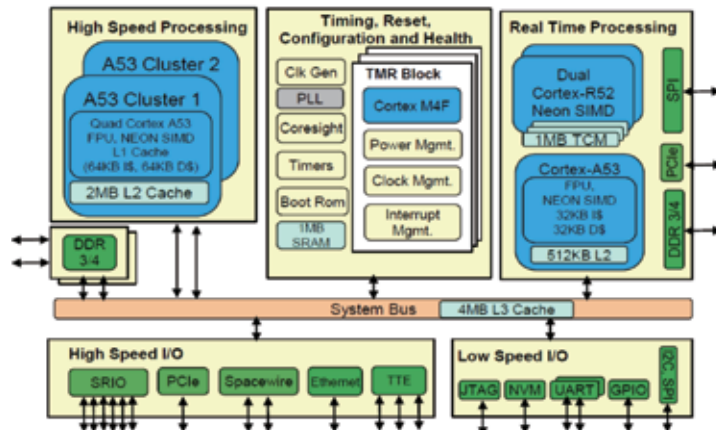 High Speed Processing
A53 Cluster 2
A53 Cluster 1
Quad Cortex A53
FPU, NEON SIMD
L1 Cache
(64KB I$, 64KB D$)
2MB L2 Cache
DDR
3/4
Timing, Reset,
Configuration and Health
Clk Gen
PLL
Coresight
Timers
Boot Rom
1MB
SRAM
TMR Block
Cortex M4F
Power Mgmt.
Clock Mgmt.
Interrupt
Mgmt.
Real Time Processing
Dual
Cortex-R52
Neon SIMD
1MB TCM
Cortex-A53
FPU,
NEON SIMD
32KB I$
32KB D$
512KB L2
SPI
PCIe
DDR 3/4
System Bus
4MB L3 Cache
High Speed I/O
SRIO
PCIe
Spacewire
Ethernet
TTE
Low Speed I/O
JTAG
NVM
UART
GPIO
I2C, SPI